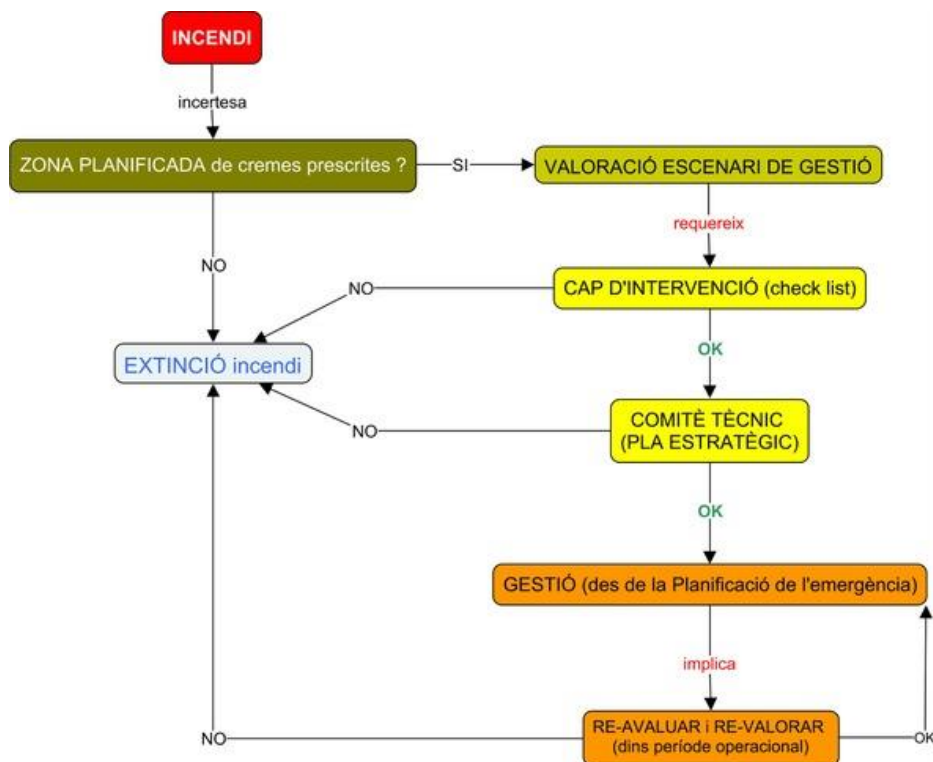 INCENDI
incertesa
ZONA PLANIFICADA de cremes prescrites ?
SI
VALORACIÓ ESCENARI DE GESTIÓ
requereix
NO
NO
CAP D'INTERVENCIÓ (check list)
OK
EXTINCIÓ incendi
COMITÈ TÈCNIC
(PLA ESTRATÈGIC)
NO
OK
GESTIÓ (des de la Planificació de l'emergència)
implica
RE-AVALUAR i RE-VALORAR
(dins període operacional)
NO
OK